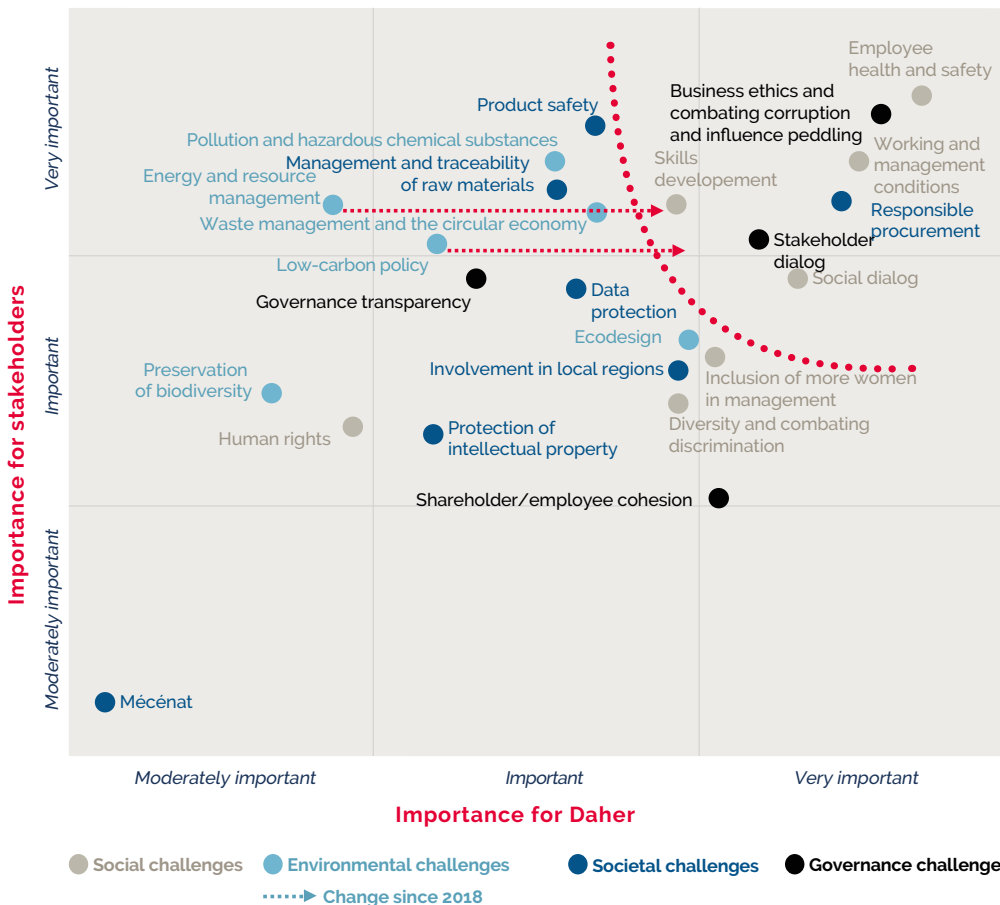 Importance for stakeholders
Very important
Important
Moderately important
Employee
health and safety
Business ethics and
combating corruption
and influence peddling
Product safety
Pollution and hazardous chemical substances
Management and traceability
of raw materials
Skills
developement
Working and
management
conditions
Energy and resource
management
Waste management and the circular economy
Responsible
procurement
Stakeholder
dialog
Low-carbon policy
Social dialog
Governance transparency
Data
protection
Ecodesign
Involvement in local regions
Inclusion of more women
in management
Preservation
of biodiversity
Diversity and combating
discrimination
Human rights
Protection of
intellectual property
Shareholder/employee cohesion
Mécénat
Moderately important
Important
Very important
Importance for Daher
Social challenges
Environmental challenges
Societal challenges
Governance challenge
Change since 2018